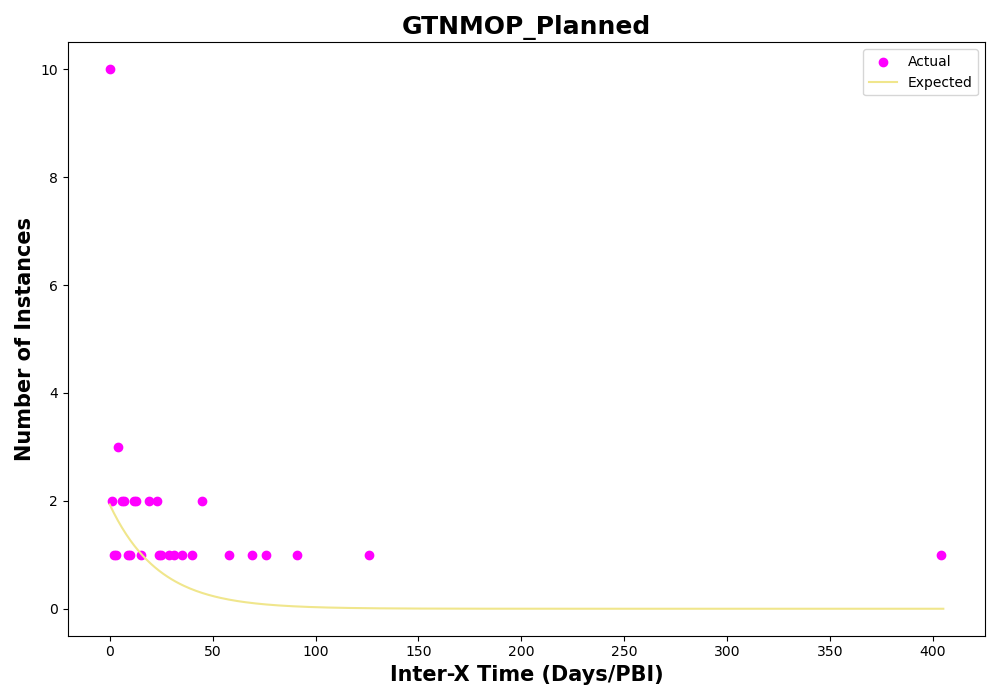 GTNMOP_Planned
Actual
Expected
Number of Instances
10
8
6
4
2
0
0 50 100 150 200 250 300 350 400
Inter-X Time (Days/PBI)